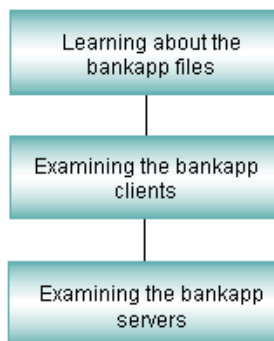 Learning about the
bankapp files
Examining the bankapp
clients
Examining the bankapp
servers